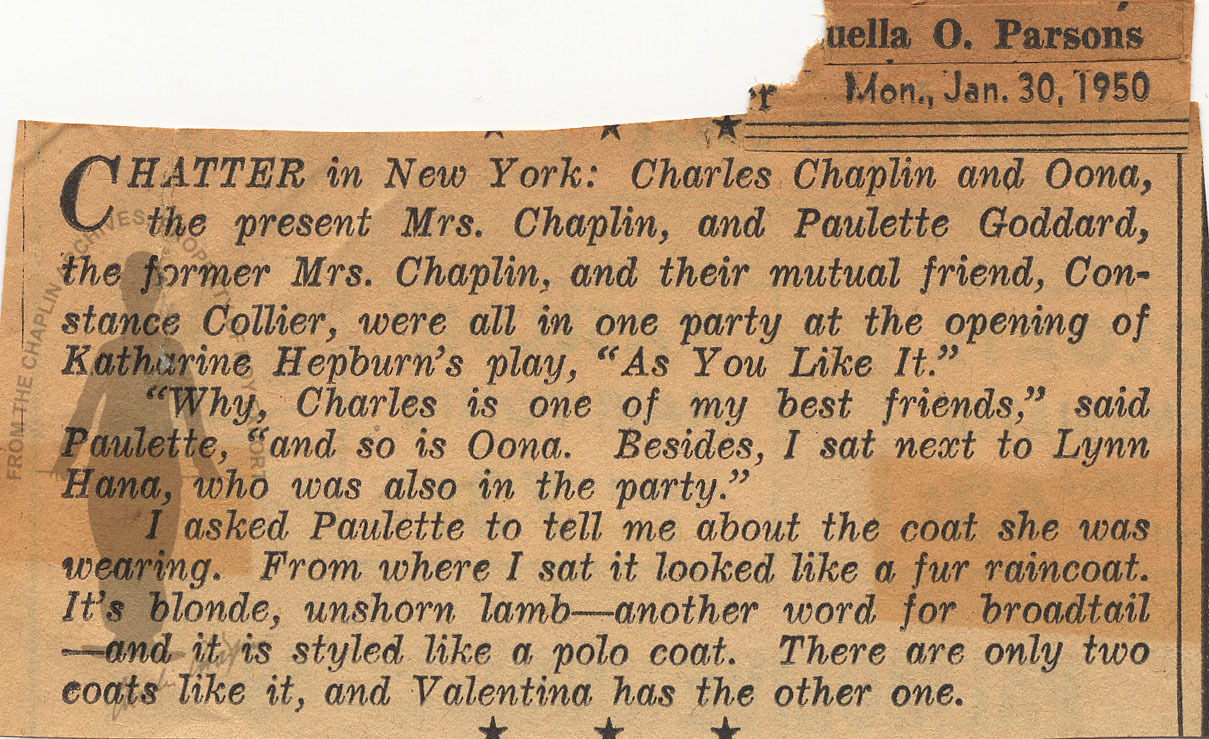 uella O. Parsons
Mon., Jan. 30, 1950
CHATTER in New York: Charles Chaplin and Oona,
the present Mrs. Chaplin, and Paulette Goddard,
the former Mrs. Chaplin, and their mutual friend, Con-
stance Collier, were all in one party at the opening of
Katharine Hepburn's play, "As You Like It."
"Why, Charles is one of my best friends," said
Paulette, "and so is Oona. Besides, I sat next to Lynn
Hana, who was also in the party."
I asked Paulette to tell me about the coat she was
wearing. From where I sat it looked like a fur raincoat.
It's blonde, unshorn lamb—another word for broadtail
—and it is styled like a polo coat. There are only two
coats like it, and Valentina has the other one.
FROM THE CHAPLIN ARCHIVES PROPERTY OF